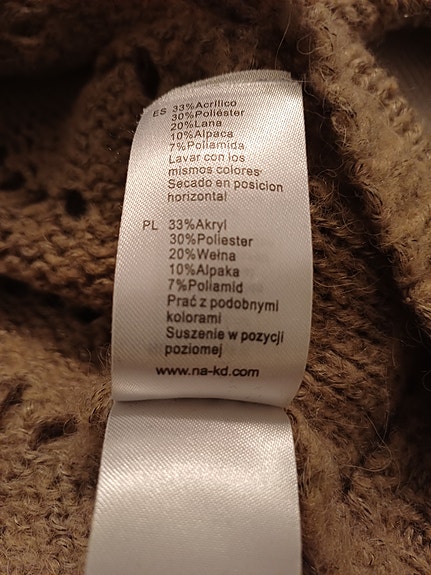 ES 33%Acrílico
30%Poliéster
20%Lana
10%Alpaca
7%Poliamida
Lavar con los
mismos colores
Secado en posicion
horizontal
PL 33%Akryl
30%Poliester
20%Wełna
10%Alpaka
7%Poliamid
Prać z podobnymi
kolorami
Suszenie w pozycji
poziomej
www.na-kd.com